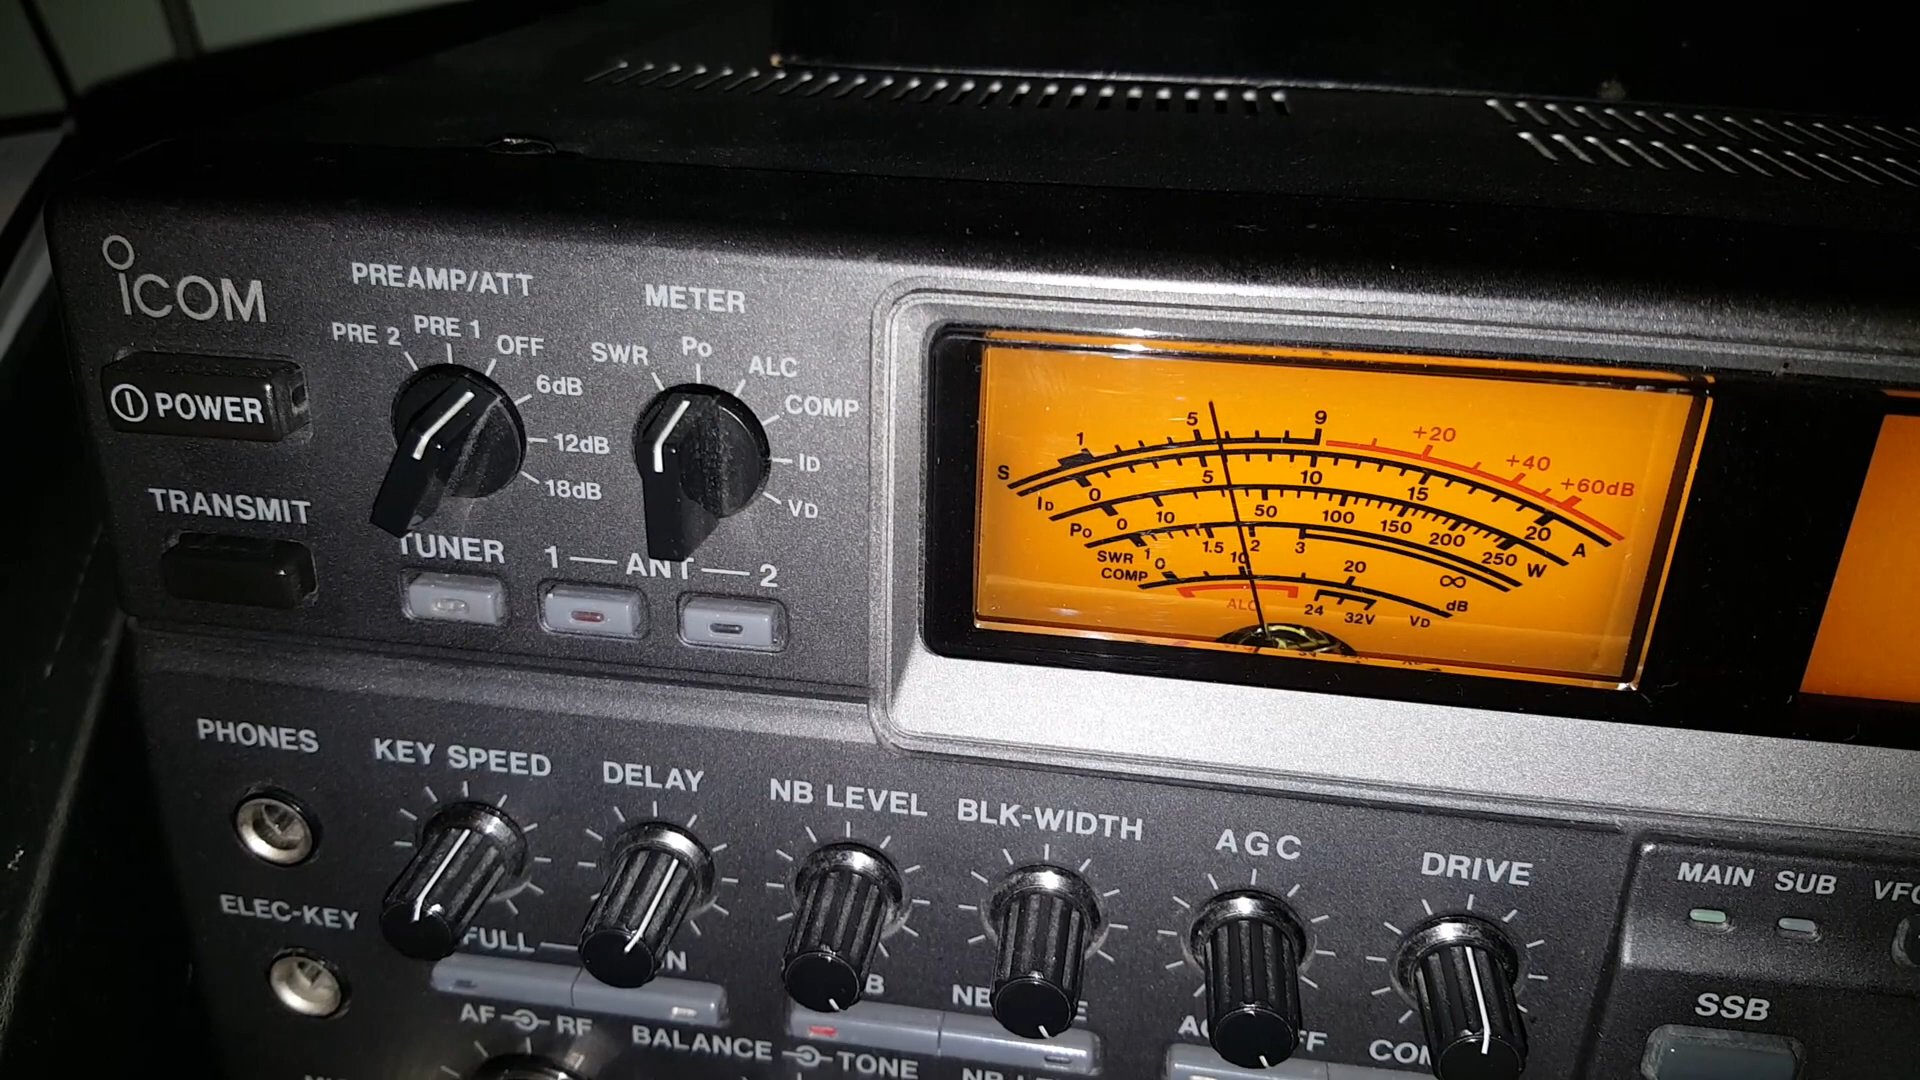 ICOM
PREAMP/ATT
PRE 2 PRE 1 OFF
6dB
12dB
18dB
METER
SWR Po ALC
COMP
ID
VD
POWER
TRANSMIT
TUNER
1 ANT 2
S 1 5 9 +20 +40 +60dB
ID 0 5 10 15 20 A
Po 0 10 50 100 150 200 250 W
SWR 1 1.5 2 3 ∞
COMP 0 10 20 dB
ALC 24 32V VD
PHONES
KEY SPEED
DELAY
NB LEVEL
BLK-WIDTH
AGC
DRIVE
MAIN SUB
ELEC-KEY
FULL
SSB
AF RF
BALANCE TONE